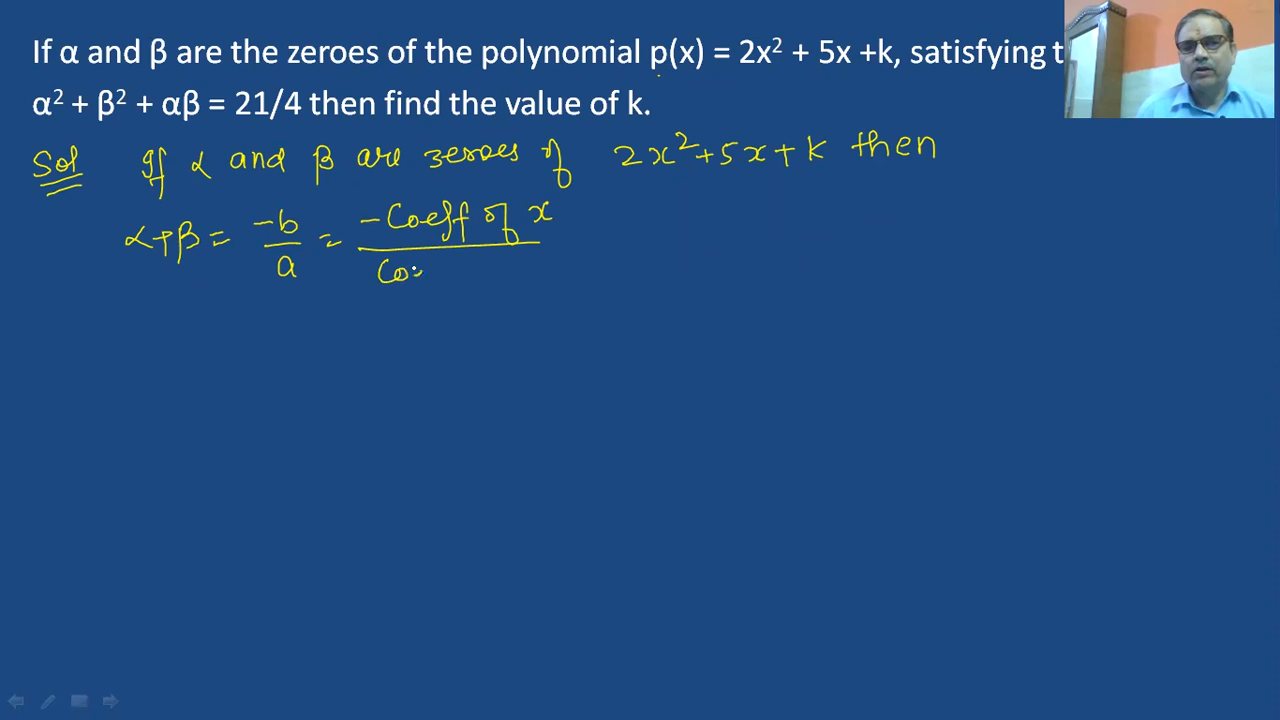 If α and β are the zeroes of the polynomial p(x) = 2x² + 5x +k, satisfying t
α² + β² + αβ = 21/4 then find the value of k.
Sol If α and β are zeroes of 2x²+5x+k then
α+β = -b/a = -Coeff of x / Co